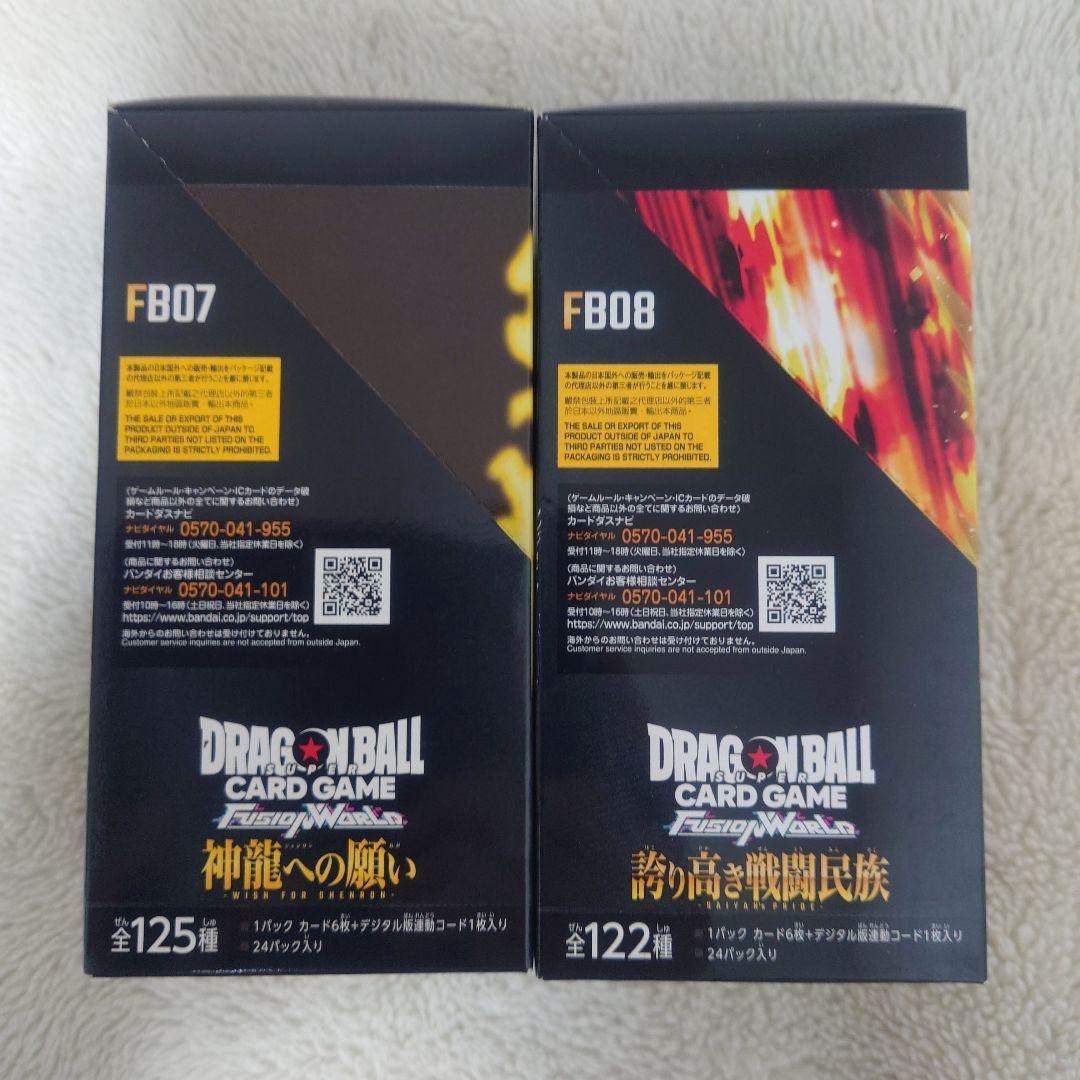 FB07
本製品の日本国外への販売・輸出をパッケージ記載
の代理店以外の第三者が行うことを厳に禁じます。
嚴禁包裝上所記載之代理店以外的第三者
於日本以外地區販賣・輸出本商品。
THE SALE OR EXPORT OF THIS
PRODUCT OUTSIDE OF JAPAN TO
THIRD PARTIES NOT LISTED ON THE
PACKAGING IS STRICTLY PROHIBITED.
(ゲームルール・キャンペーン・ICカードのデータ破
損など商品以外の全てに関するお問い合わせ)
カードダスナビ
ナビダイヤル 0570-041-955
受付11時〜18時(火曜日、当社指定休業日を除く)
(商品に関するお問い合わせ)
バンダイお客様相談センター
ナビダイヤル 0570-041-101
受付10時〜16時(土日祝日、当社指定休業日を除く)
https://www.bandai.co.jp/support/top
海外からのお問い合わせは受け付けておりません。
Customer service inquiries are not accepted from outside Japan.
DRAGON BALL
SUPER
CARD GAME
FUSION WORLD
神龍への願い
-WISH FOR SHENRON-
全125種
1パック カード6枚+デジタル版連動コード1枚入り
24パック入り
FB08
本製品の日本国外への販売・輸出をパッケージ記載
の代理店以外の第三者が行うことを厳に禁じます。
嚴禁包裝上所記載之代理店以外的第三者
於日本以外地區販賣・輸出本商品。
THE SALE OR EXPORT OF THIS
PRODUCT OUTSIDE OF JAPAN TO
THIRD PARTIES NOT LISTED ON THE
PACKAGING IS STRICTLY PROHIBITED.
(ゲームルール・キャンペーン・ICカードのデータ破
損など商品以外の全てに関するお問い合わせ)
カードダスナビ
ナビダイヤル 0570-041-955
受付11時〜18時(火曜日、当社指定休業日を除く)
(商品に関するお問い合わせ)
バンダイお客様相談センター
ナビダイヤル 0570-041-101
受付10時〜16時(土日祝日、当社指定休業日を除く)
https://www.bandai.co.jp/support/top
海外からのお問い合わせは受け付けておりません。
Customer service inquiries are not accepted from outside Japan.
DRAGON BALL
SUPER
CARD GAME
FUSION WORLD
誇り高き戦闘民族
-SAIYAN'S PRIDE-
全122種
1パック カード6枚+デジタル版連動コード1枚入り
24パック入り